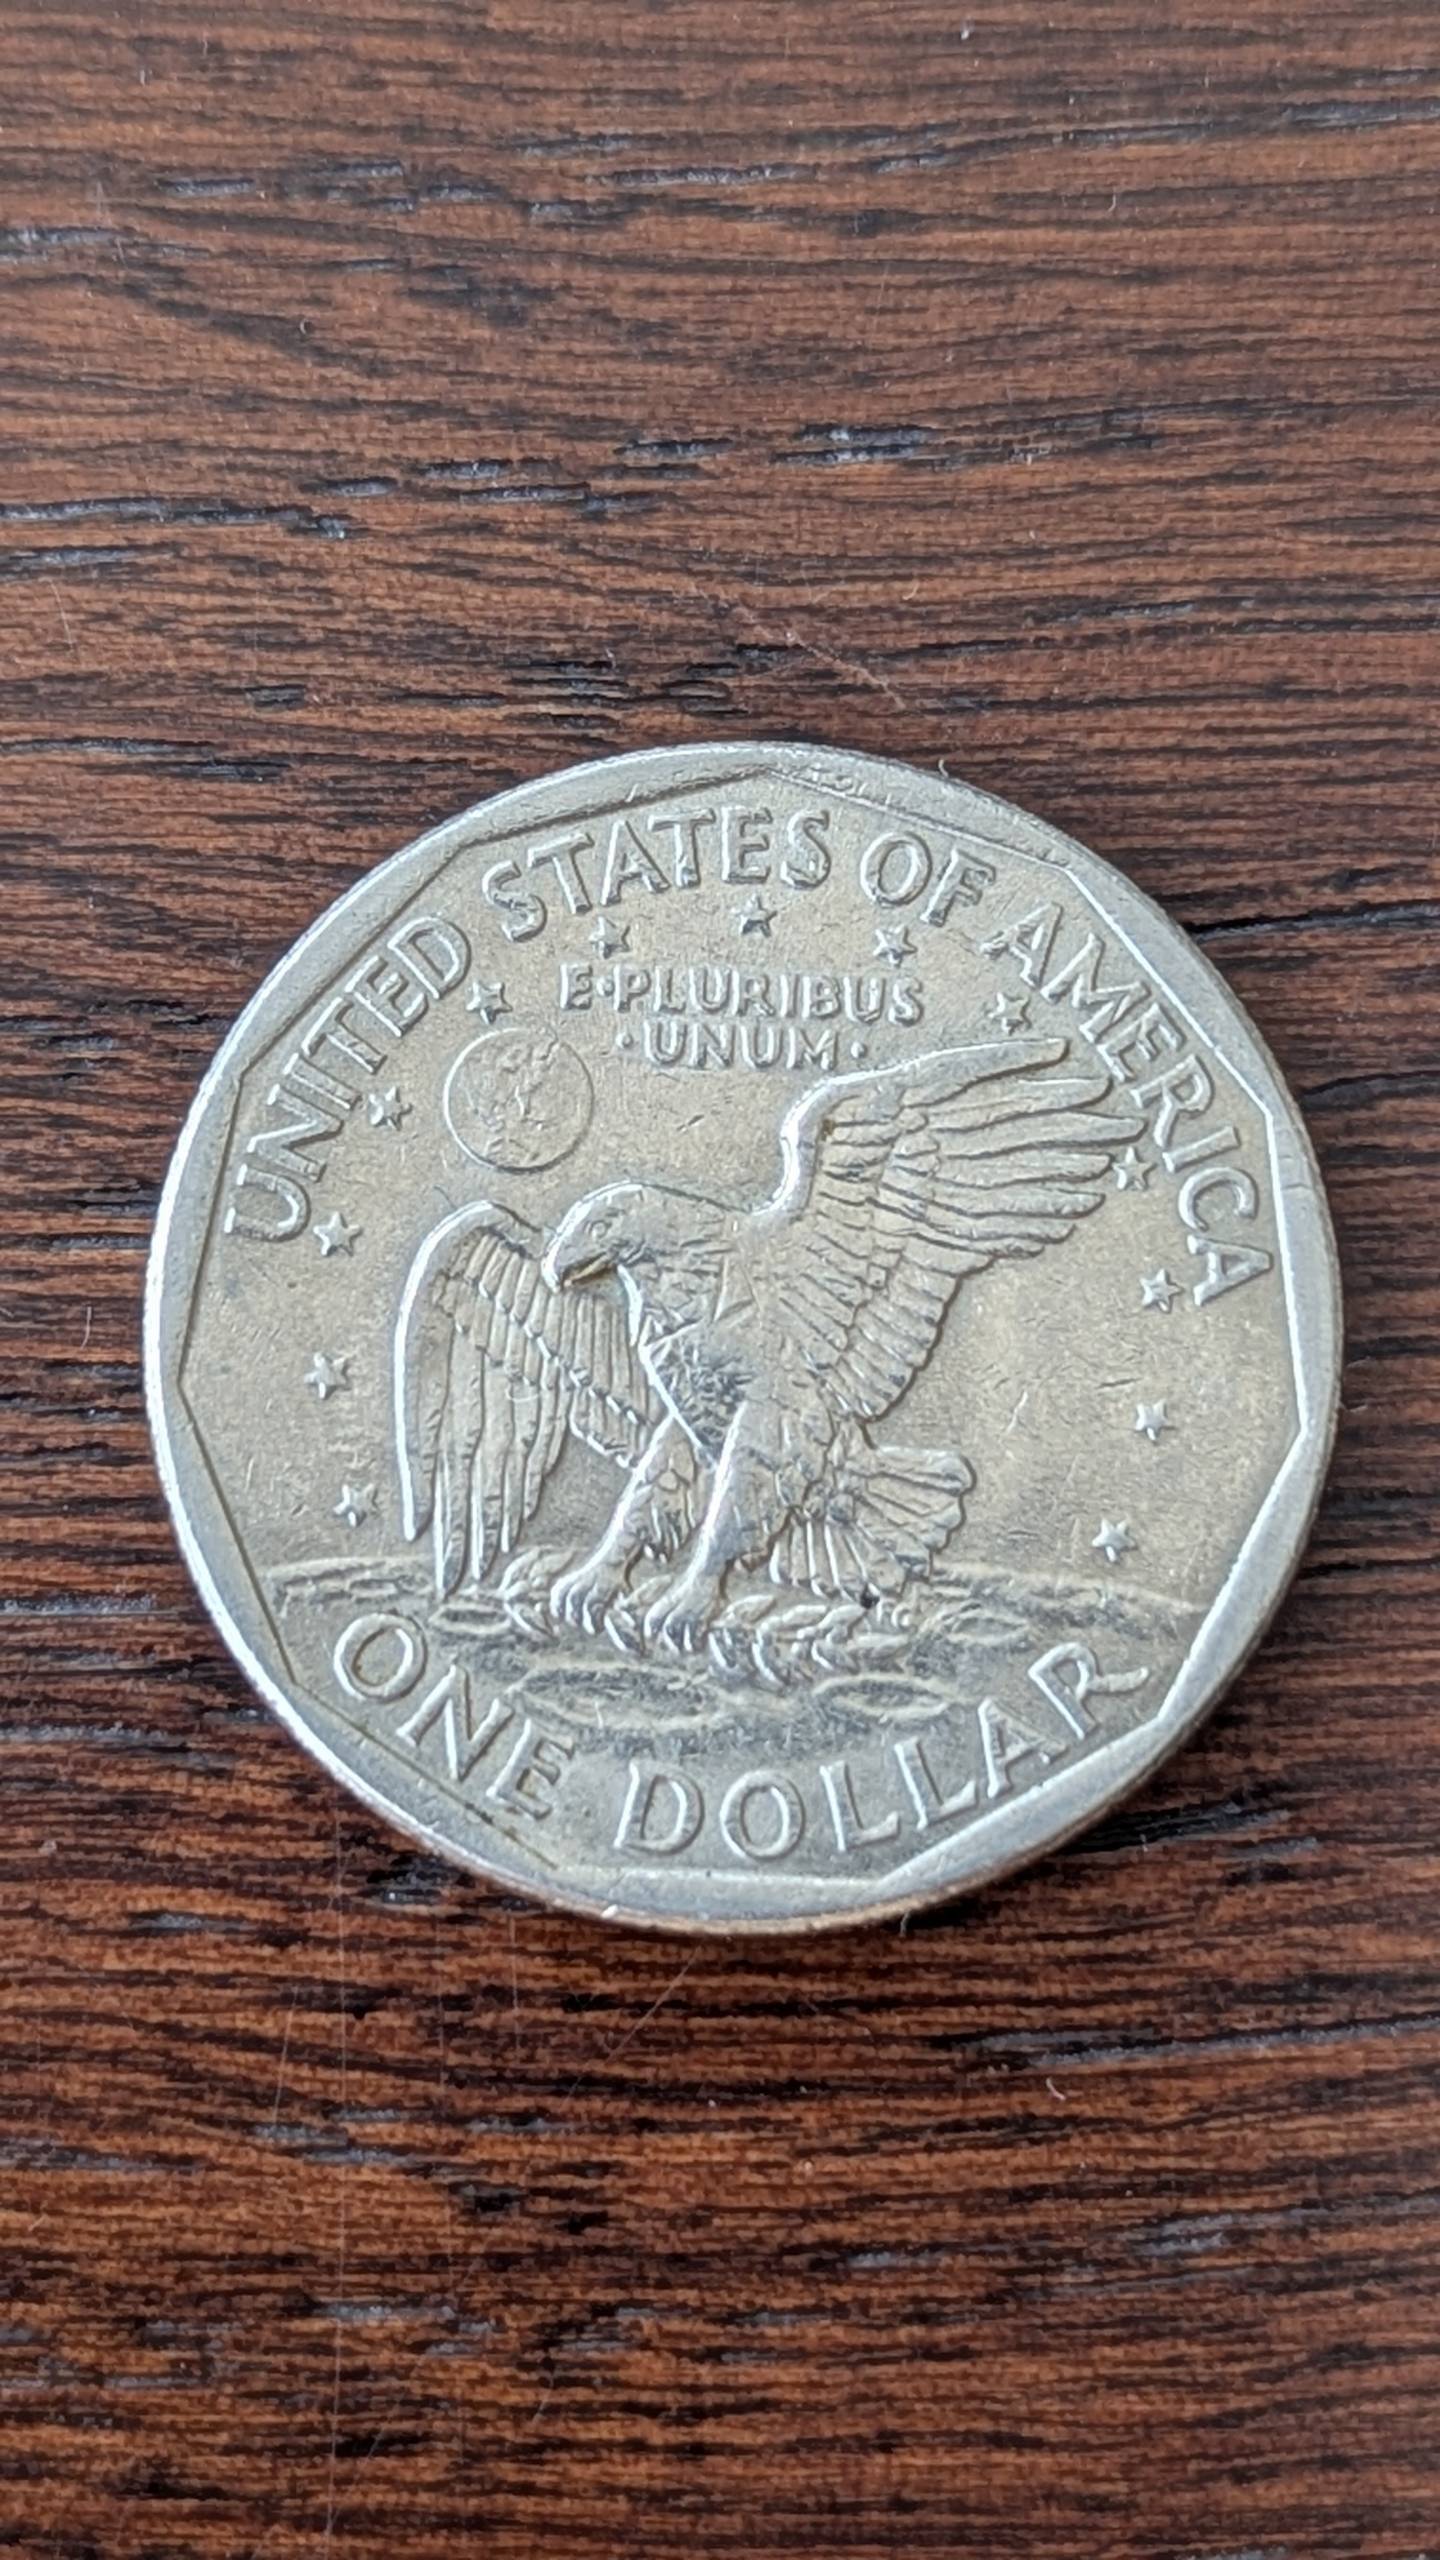 UNITED STATES OF AMERICA
E·PLURIBUS
·UNUM·
ONE DOLLAR